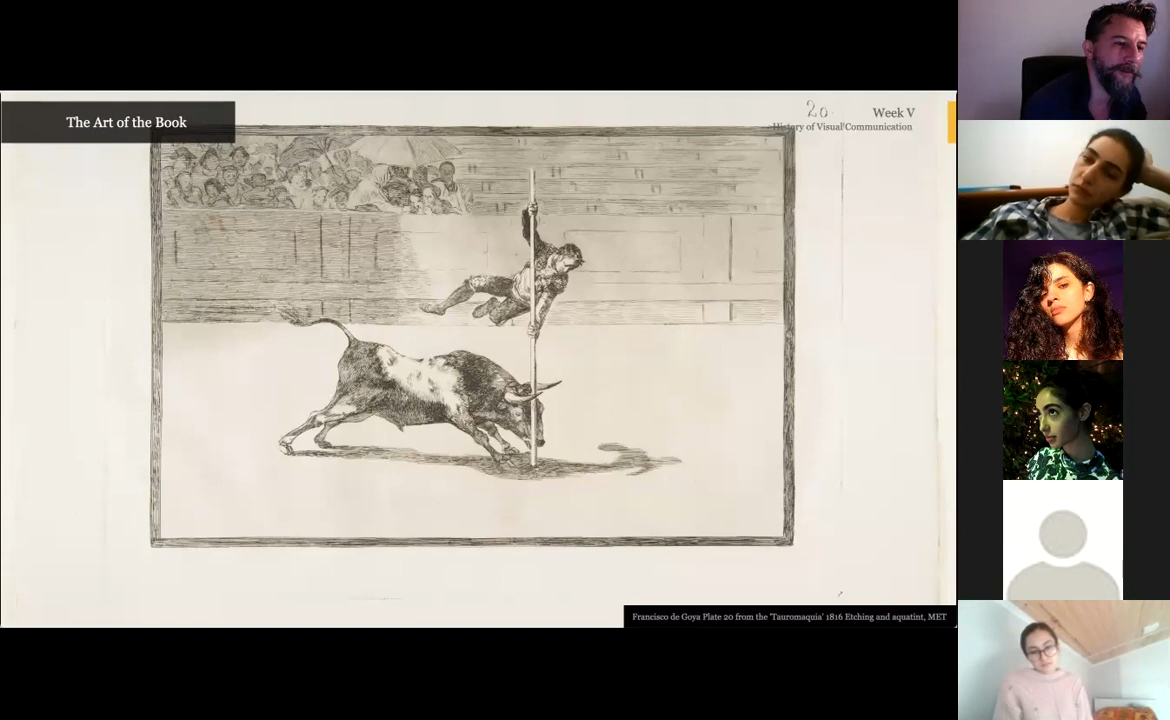 The Art of the Book
20
Week V
History of Visual Communication
Francisco de Goya Plate 20 from the 'Tauromaquia' 1816 Etching and aquatint, MET